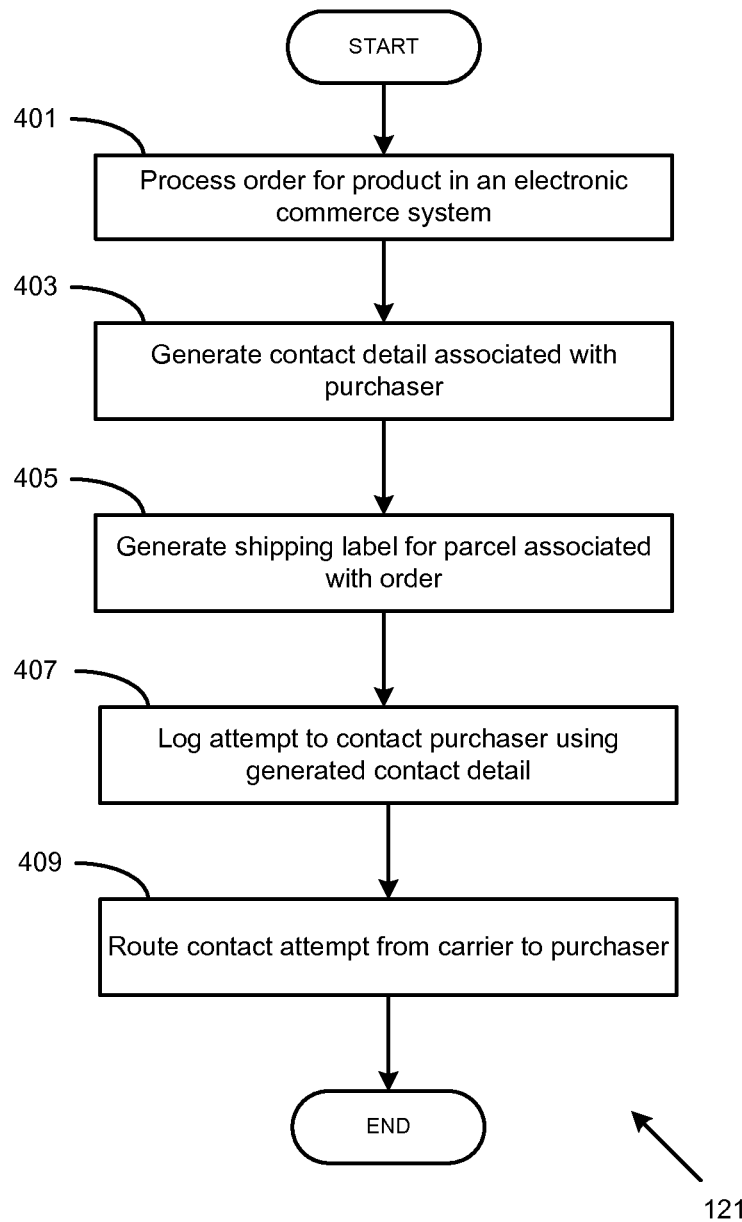 START
401
Process order for product in an electronic
commerce system
403
Generate contact detail associated with
purchaser
405
Generate shipping label for parcel associated
with order
407
Log attempt to contact purchaser using
generated contact detail
409
Route contact attempt from carrier to purchaser
END
121